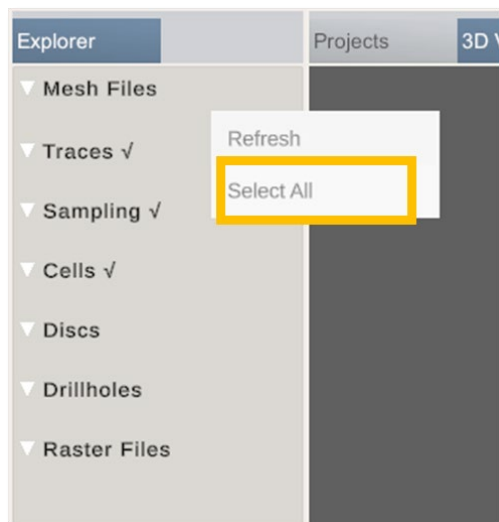 Explorer
Projects
3D
Mesh Files
Refresh
Traces √
Select All
Sampling √
Cells √
Discs
Drillholes
Raster Files